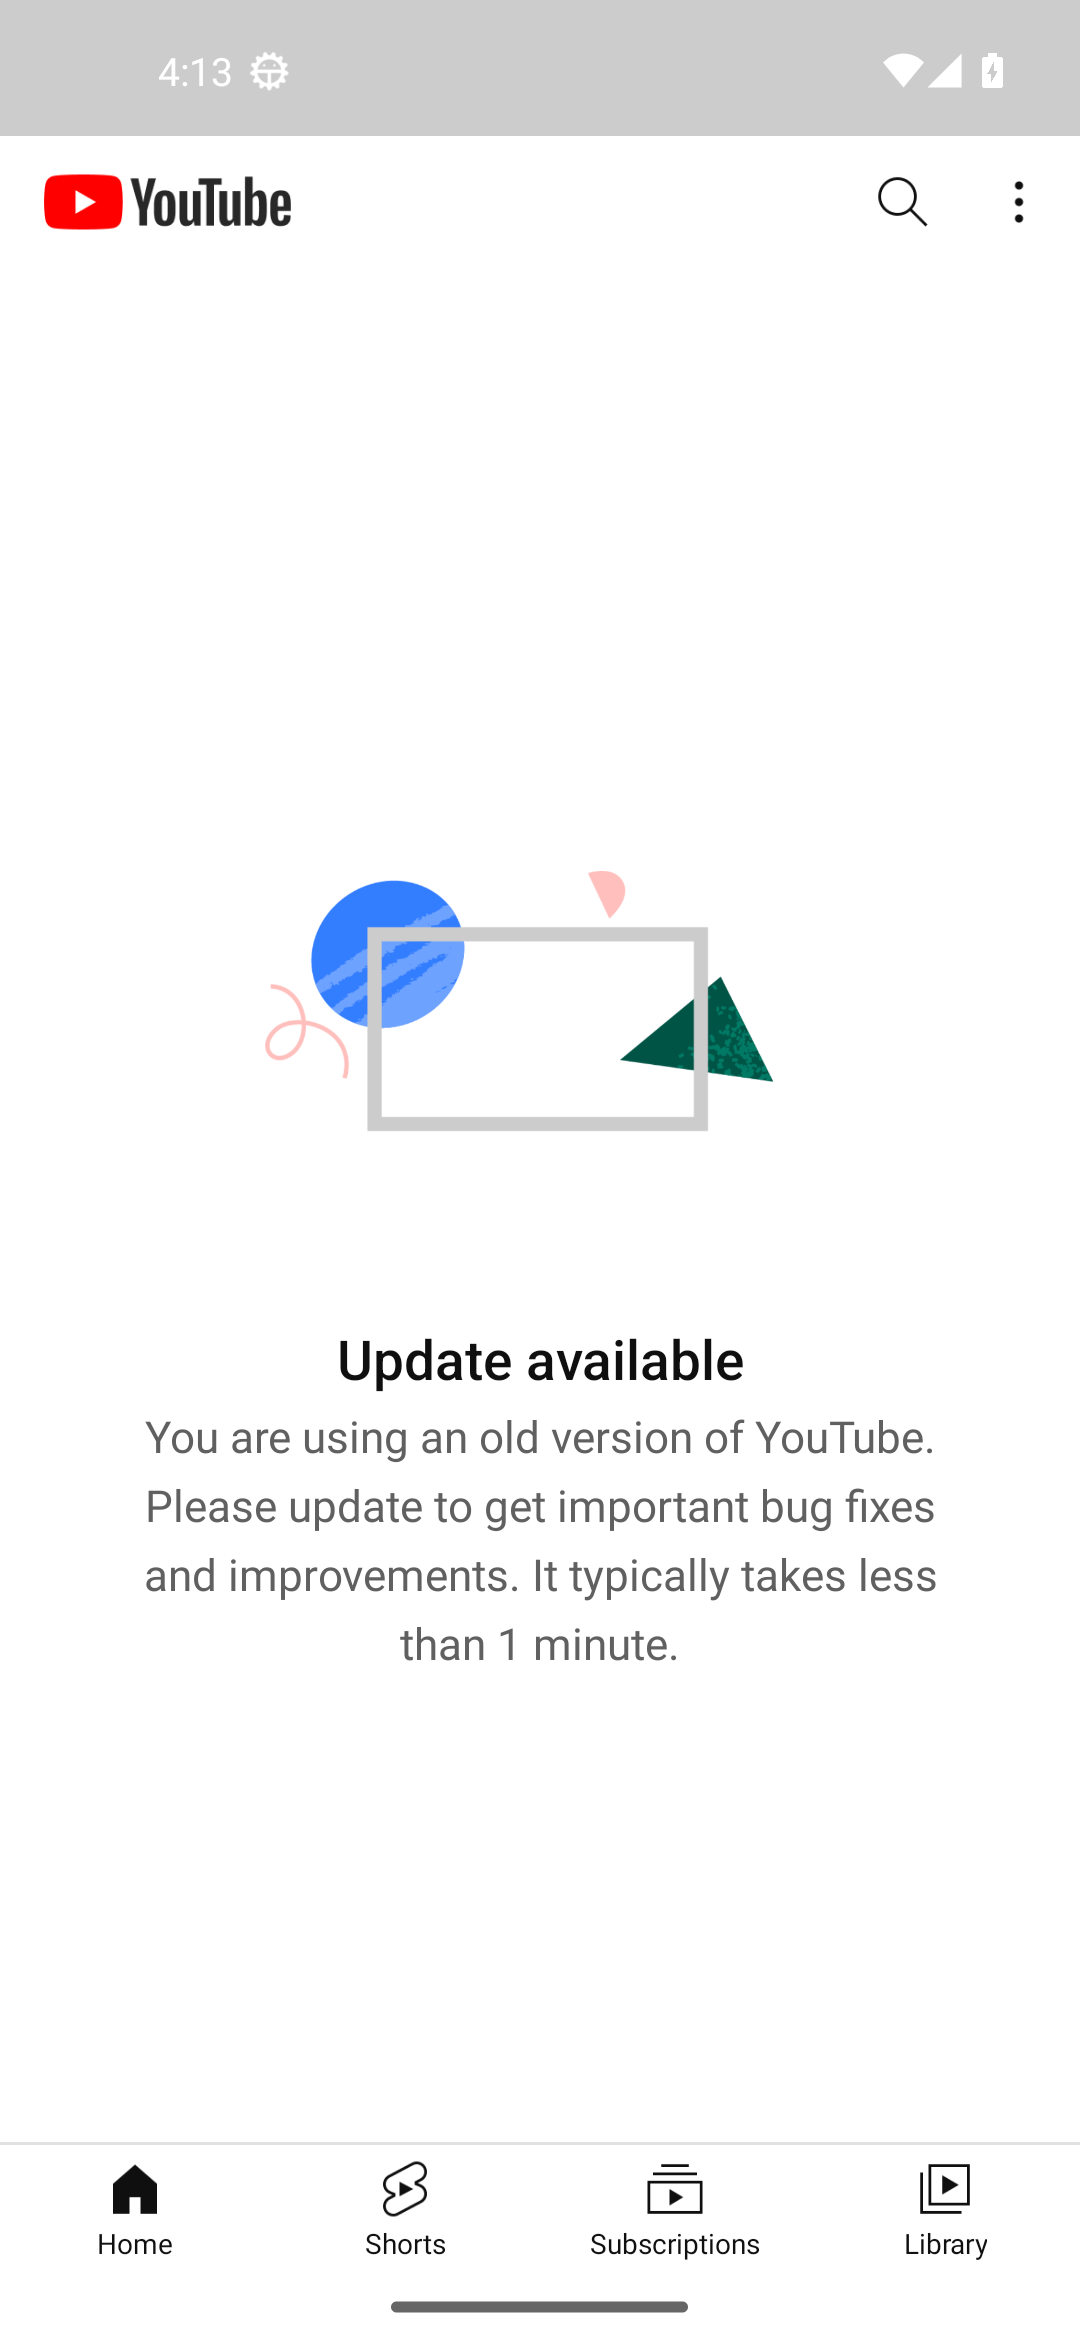 4:13
YouTube
Update available
You are using an old version of YouTube.
Please update to get important bug fixes
and improvements. It typically takes less
than 1 minute.
Home
Shorts
Subscriptions
Library